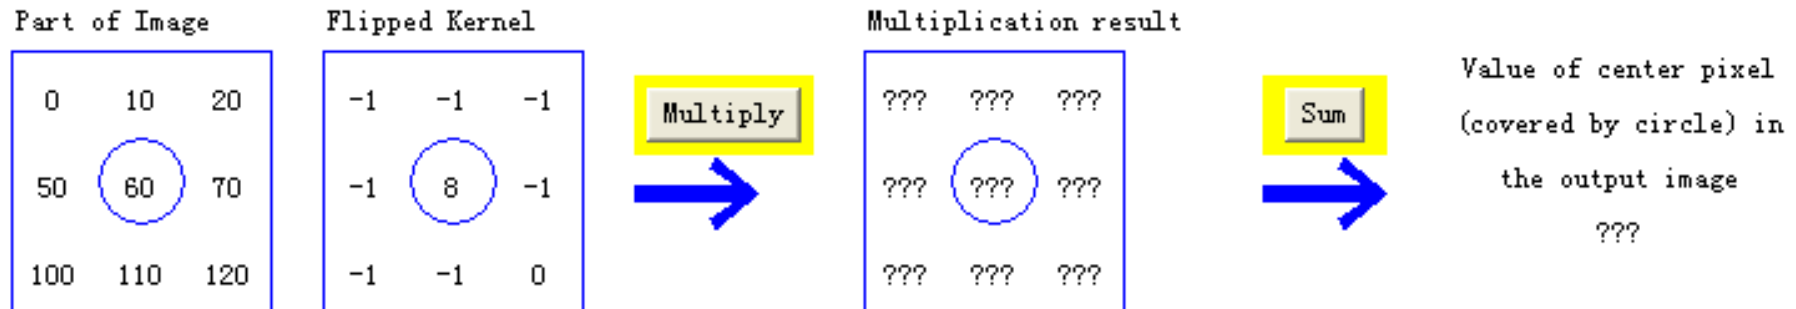 Part of Image
0 10 20
50 60 70
100 110 120
Flipped Kernel
-1 -1 -1
-1 8 -1
-1 -1 0
Multiply
Multiplication result
??? ??? ???
??? ??? ???
??? ??? ???
Sum
Value of center pixel
(covered by circle) in
the output image
???